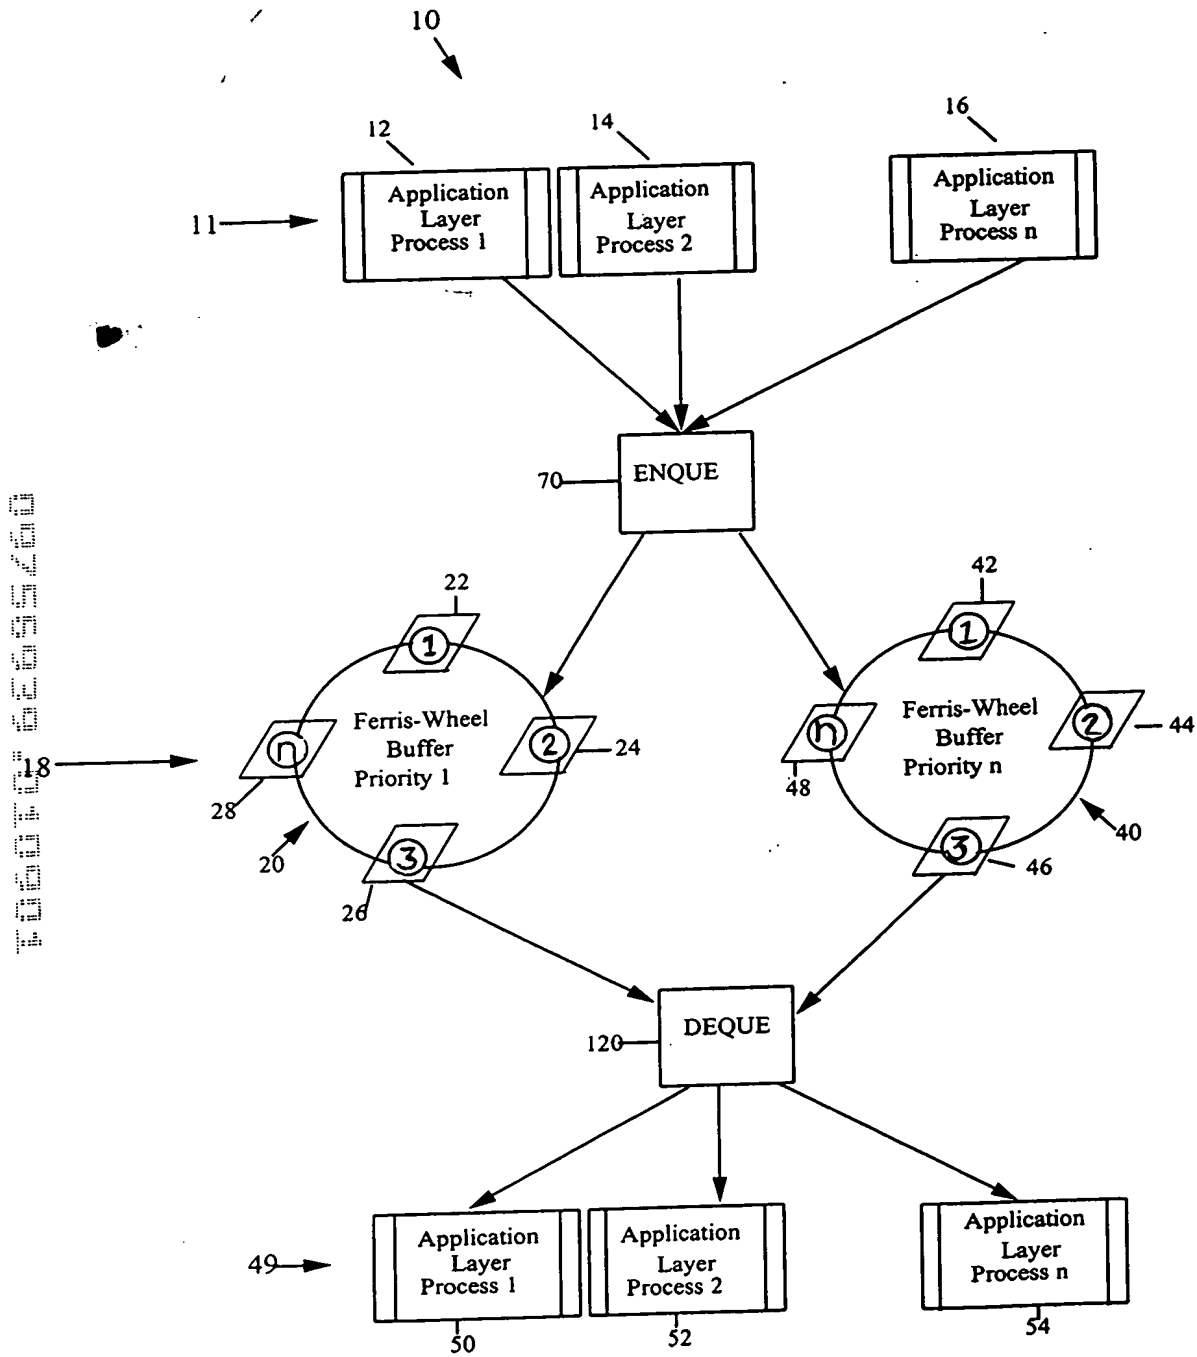 10
12
14
16
11
Application
Layer
Process 1
Application
Layer
Process 2
Application
Layer
Process n
70
ENQUE
22
42
1
1
Ferris-Wheel
Buffer
Priority 1
Ferris-Wheel
Buffer
Priority n
n
2
n
2
18
24
44
28
48
20
3
40
3
46
26
DEQUE
120
49
Application
Layer
Process 1
Application
Layer
Process 2
Application
Layer
Process n
50
52
54